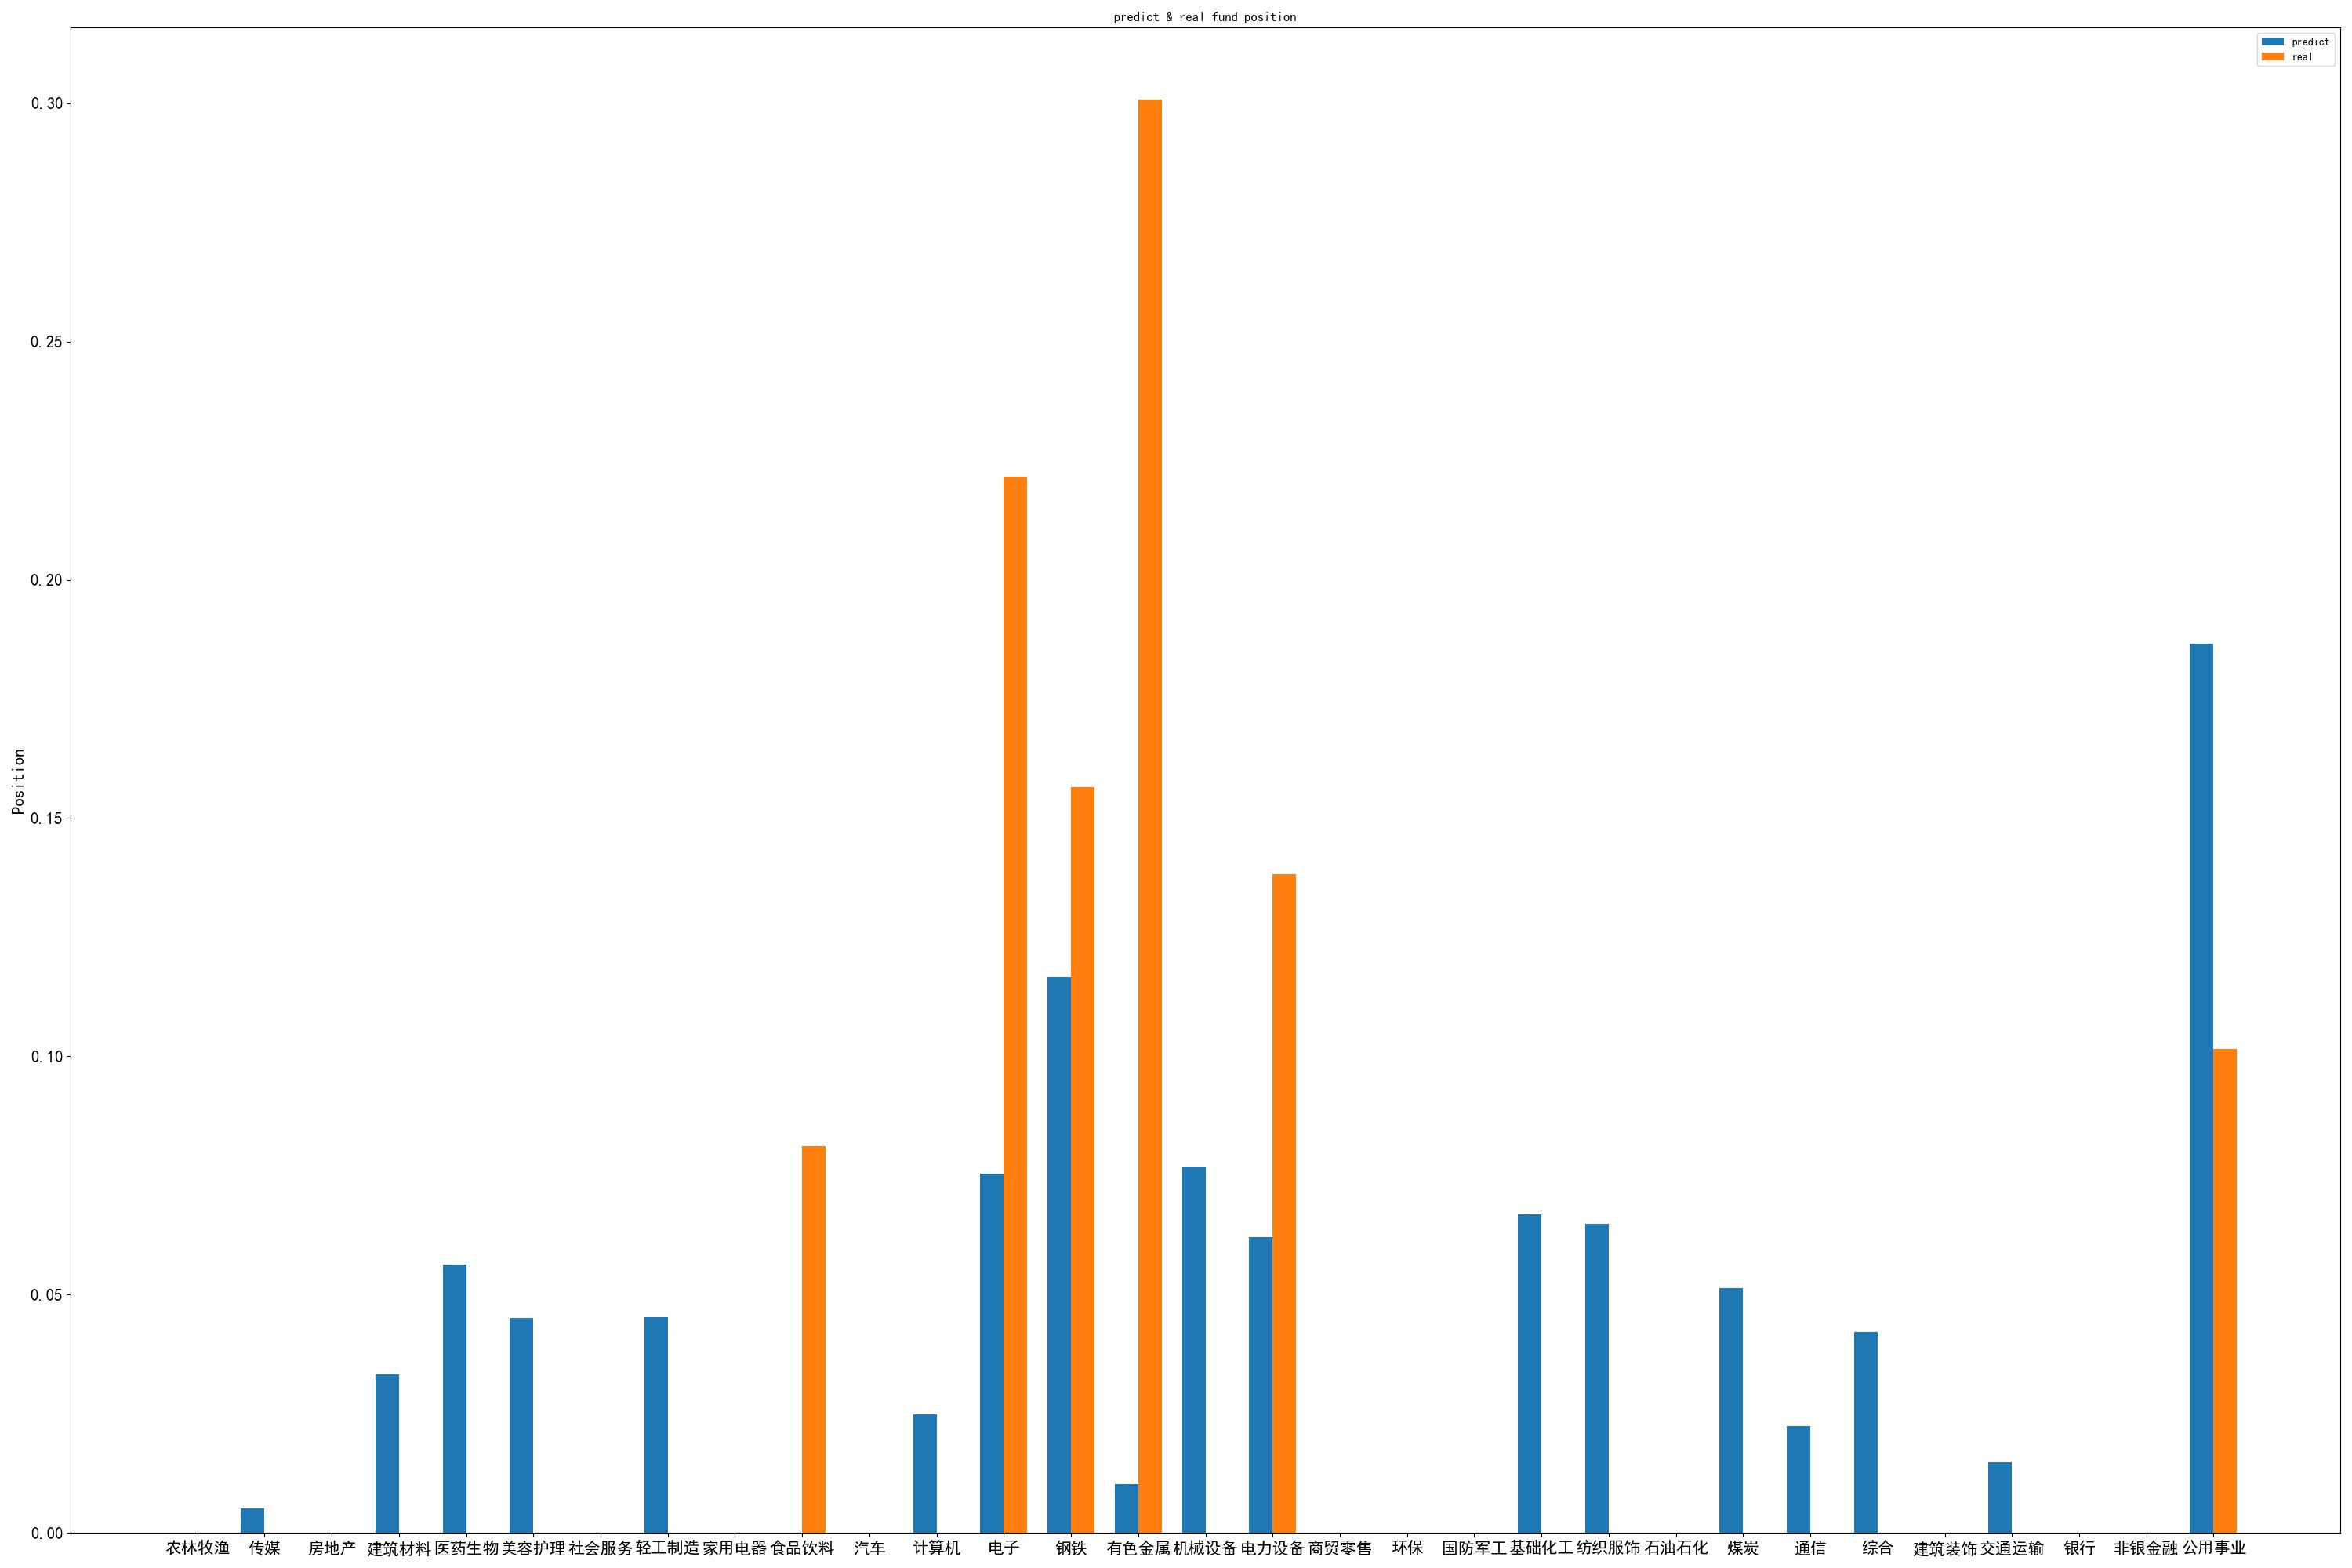 predict & real fund position
predict
real
0.30
0.25
0.20
0.15
0.10
0.05
0.00
Position
农林牧渔 传媒 房地产 建筑材料 医药生物 美容护理 社会服务 轻工制造 家用电器 食品饮料 汽车 计算机 电子 钢铁 有色金属 机械设备 电力设备 商贸零售 环保 国防军工 基础化工 纺织服饰 石油石化 煤炭 通信 综合 建筑装饰 交通运输 银行 非银金融 公用事业